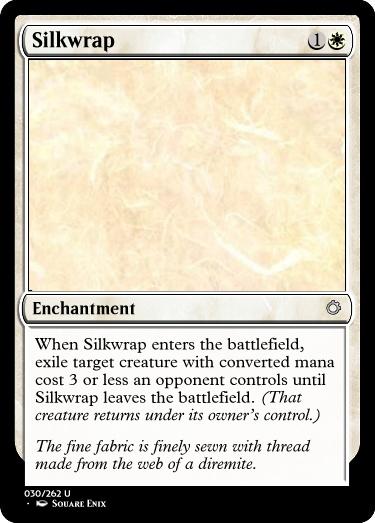 Silkwrap 1
Enchantment
When Silkwrap enters the battlefield,
exile target creature with converted mana
cost 3 or less an opponent controls until
Silkwrap leaves the battlefield. (That
creature returns under its owner's control.)
The fine fabric is finely sewn with thread
made from the web of a diremite.
030/262 U
· Square Enix